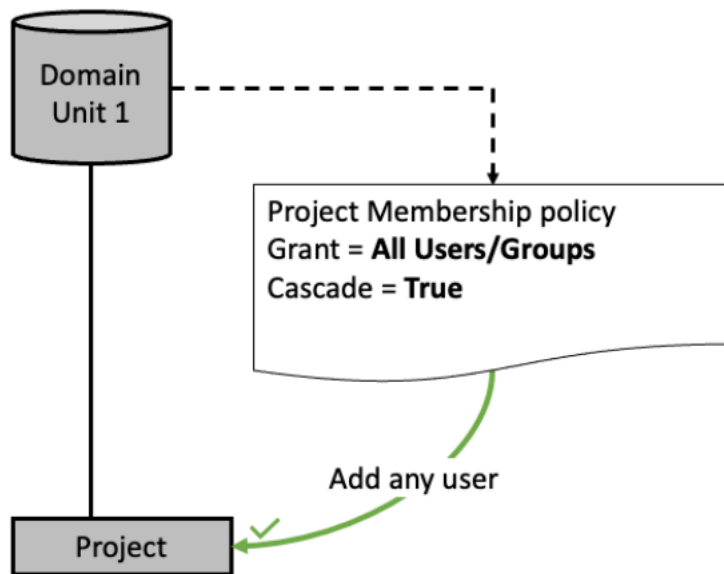 Domain
Unit 1
Project Membership policy
Grant = All Users/Groups
Cascade = True
Add any user
Project